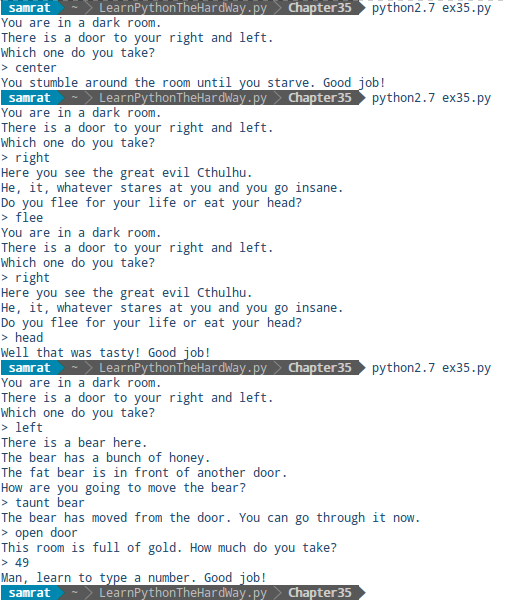 samrat ~ LearnPythonTheHardWay.py Chapter35 python2.7 ex35.py
You are in a dark room.
There is a door to your right and left.
Which one do you take?
> center
You stumble around the room until you starve. Good job!
samrat ~ LearnPythonTheHardWay.py Chapter35 python2.7 ex35.py
You are in a dark room.
There is a door to your right and left.
Which one do you take?
> right
Here you see the great evil Cthulhu.
He, it, whatever stares at you and you go insane.
Do you flee for your life or eat your head?
> flee
You are in a dark room.
There is a door to your right and left.
Which one do you take?
> right
Here you see the great evil Cthulhu.
He, it, whatever stares at you and you go insane.
Do you flee for your life or eat your head?
> head
Well that was tasty! Good job!
samrat ~ LearnPythonTheHardWay.py Chapter35 python2.7 ex35.py
You are in a dark room.
There is a door to your right and left.
Which one do you take?
> left
There is a bear here.
The bear has a bunch of honey.
The fat bear is in front of another door.
How are you going to move the bear?
> taunt bear
The bear has moved from the door. You can go through it now.
> open door
This room is full of gold. How much do you take?
> 49
Man, learn to type a number. Good job!
samrat ~ LearnPythonTheHardWay.py Chapter35